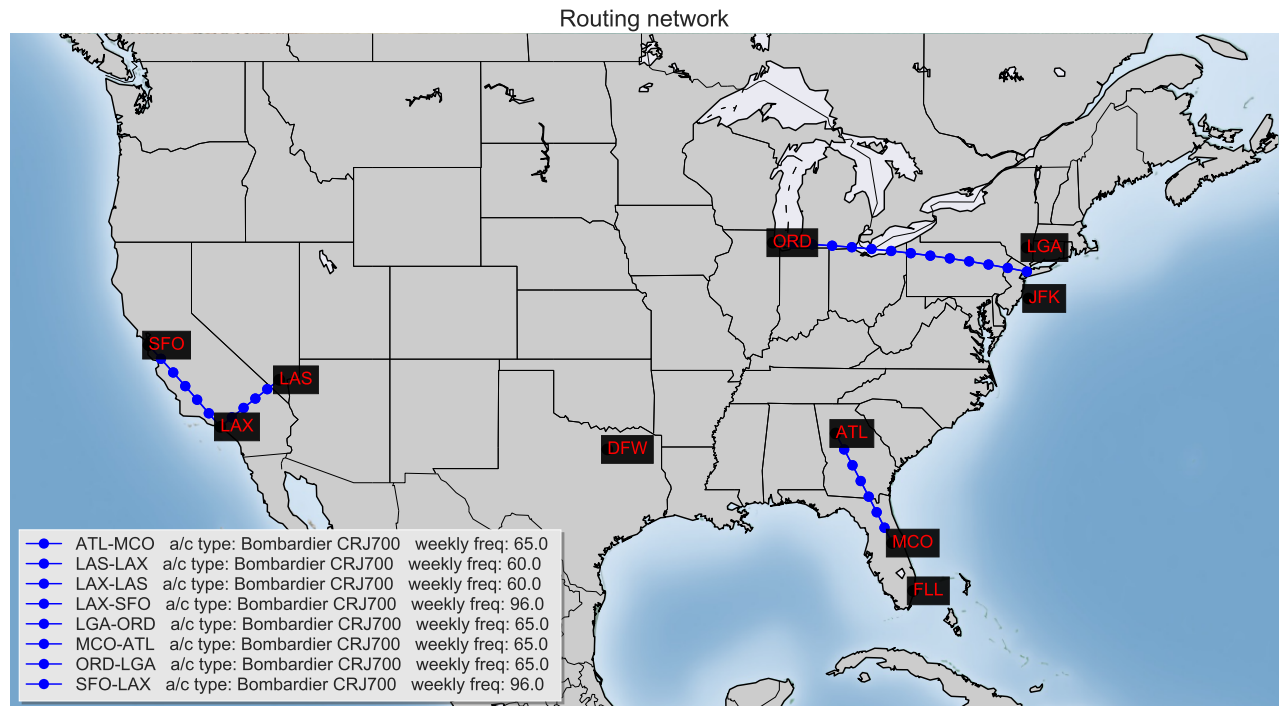 Routing network
ORD
LGA
JFK
SFO
LAS
LAX
ATL
DFW
MCO
FLL
ATL-MCO a/c type: Bombardier CRJ700 weekly freq: 65.0
LAS-LAX a/c type: Bombardier CRJ700 weekly freq: 60.0
LAX-LAS a/c type: Bombardier CRJ700 weekly freq: 60.0
LAX-SFO a/c type: Bombardier CRJ700 weekly freq: 96.0
LGA-ORD a/c type: Bombardier CRJ700 weekly freq: 65.0
MCO-ATL a/c type: Bombardier CRJ700 weekly freq: 65.0
ORD-LGA a/c type: Bombardier CRJ700 weekly freq: 65.0
SFO-LAX a/c type: Bombardier CRJ700 weekly freq: 96.0